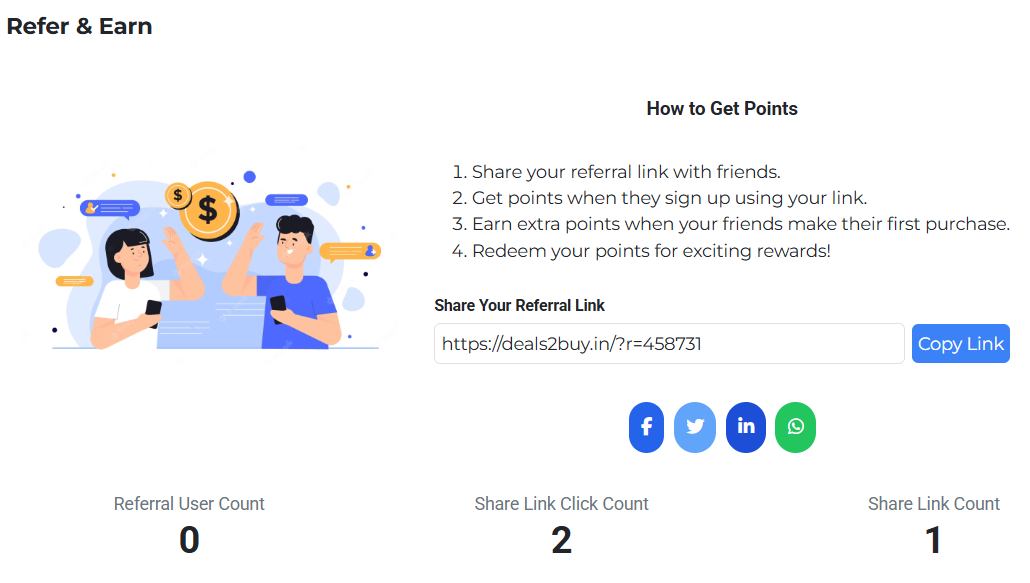 Refer & Earn
How to Get Points
1. Share your referral link with friends.
2. Get points when they sign up using your link.
3. Earn extra points when your friends make their first purchase.
4. Redeem your points for exciting rewards!
$
$
Share Your Referral Link
https://deals2buy.in/?r=458731
Copy Link
Referral User Count
Share Link Click Count
Share Link Count
0
2
1